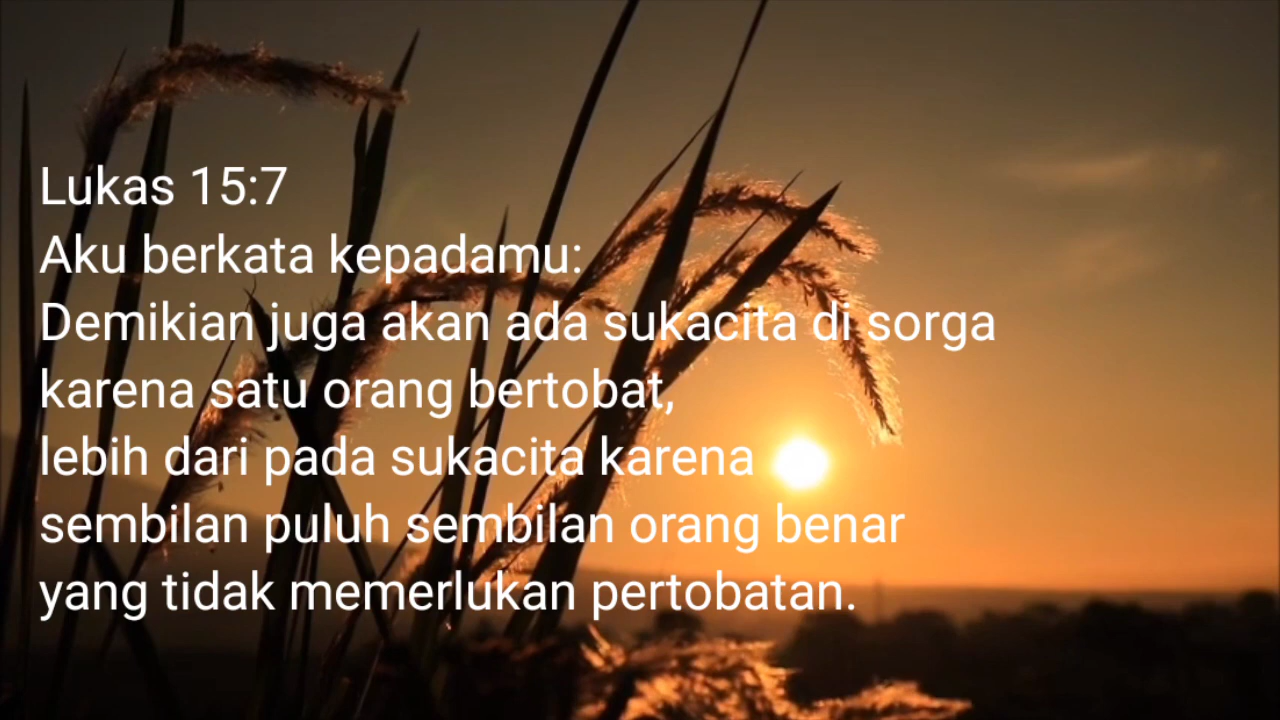 Lukas 15:7
Aku berkata kepadamu:
Demikian juga akan ada sukacita di sorga
karena satu orang bertobat,
lebih dari pada sukacita karena
sembilan puluh sembilan orang benar
yang tidak memerlukan pertobatan.